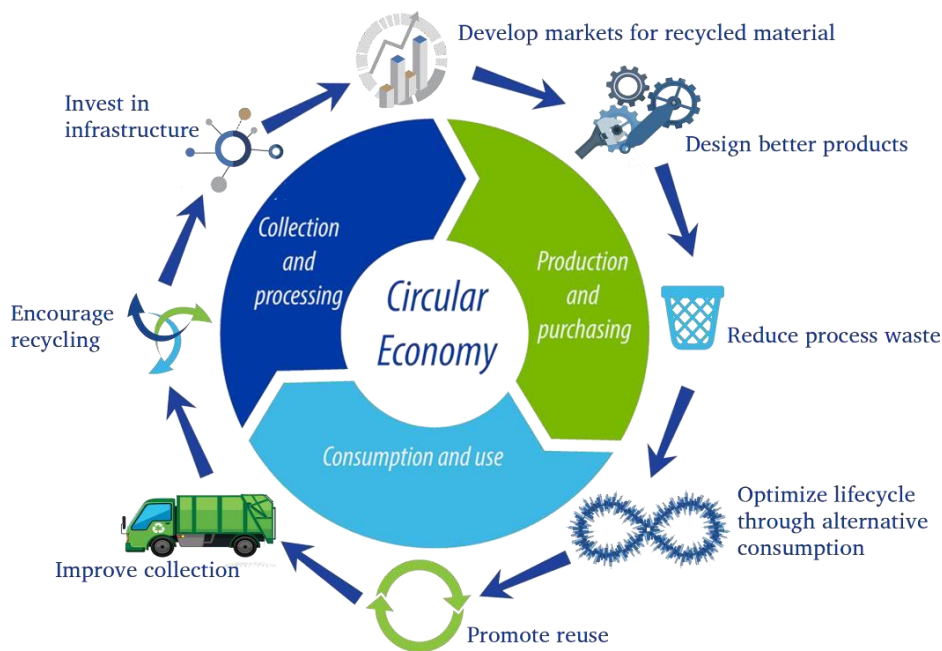 Develop markets for recycled material
Invest in
infrastructure
Design better products
Collection
and
processing
Production
and
purchasing
Circular
Economy
Encourage
recycling
Reduce process waste
Consumption and use
Optimize lifecycle
through alternative
consumption
Improve collection
Promote reuse